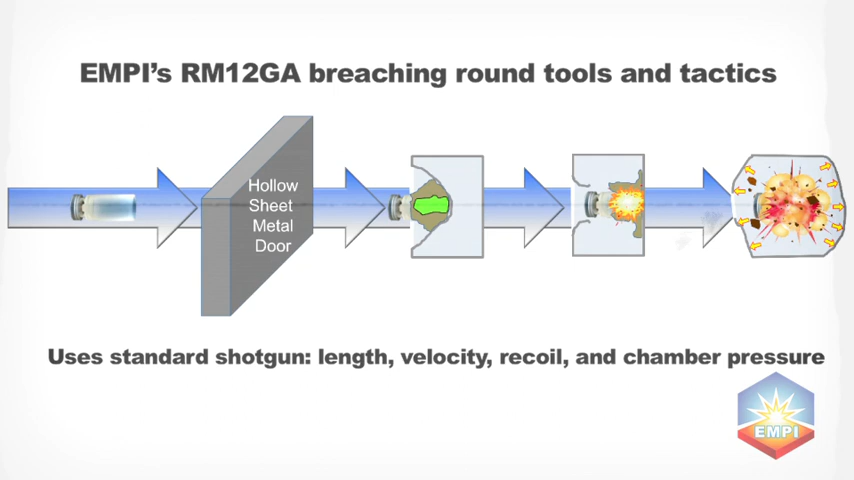 EMPI's RM12GA breaching round tools and tactics
Hollow
Sheet
Metal
Door
Uses standard shotgun: length, velocity, recoil, and chamber pressure
EMPI